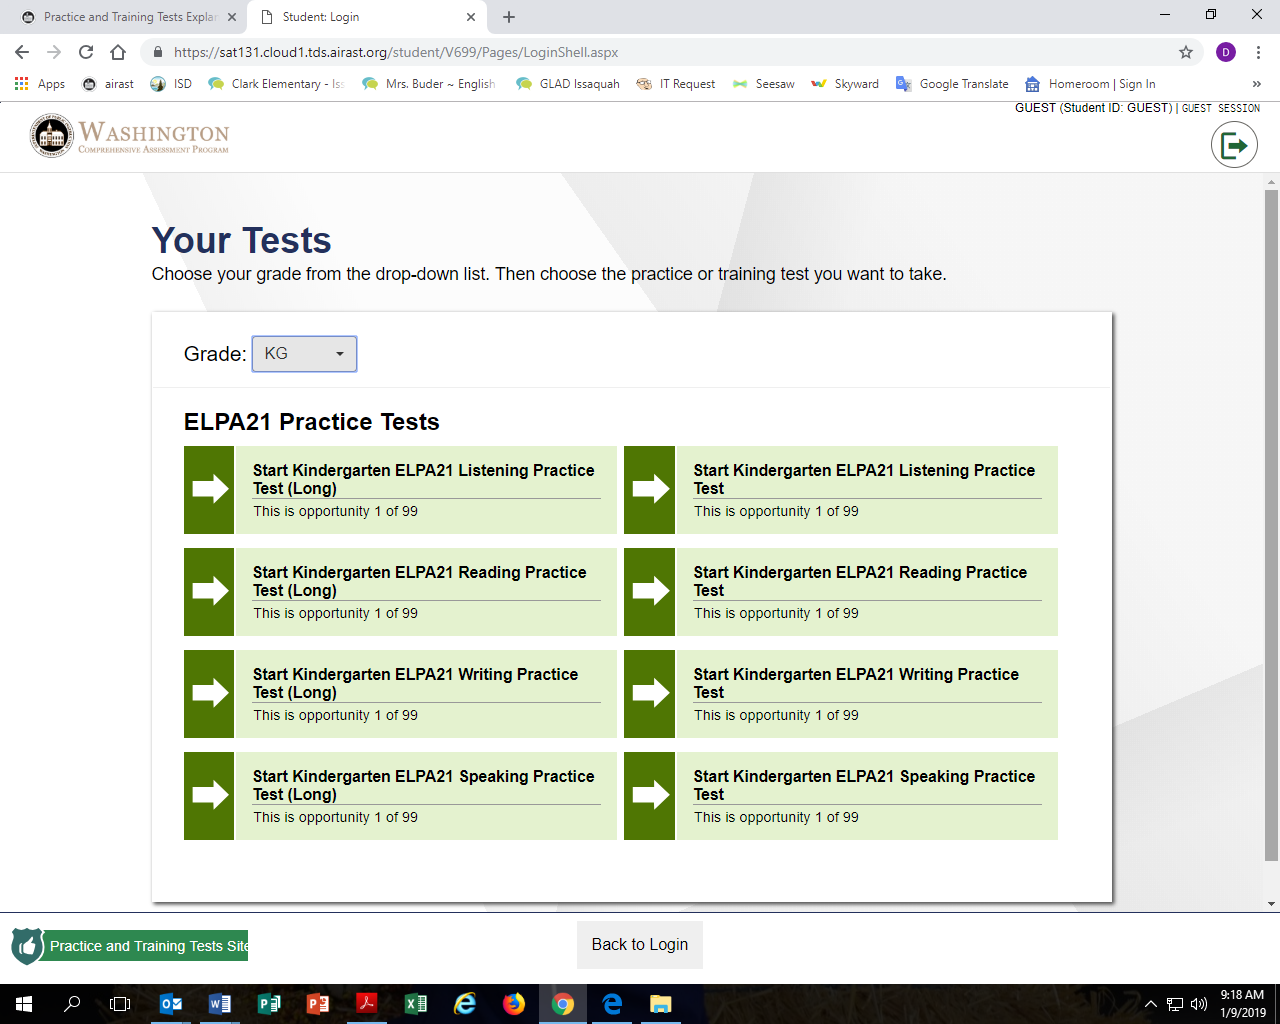 Practice and Training Tests Expla
Student: Login
https://sat131.cloud1.tds.airast.org/student/V699/Pages/LoginShell.aspx
D
Apps
airast
ISD
Clark Elementary - Iss
Mrs. Buder ~ English
GLAD Issaquah
IT Request
Seesaw
Skyward
Google Translate
Homeroom | Sign In
»
GUEST (Student ID: GUEST) | GUEST SESSION
WASHINGTON
COMPREHENSIVE ASSESSMENT PROGRAM
Your Tests
Choose your grade from the drop-down list. Then choose the practice or training test you want to take.
Grade: KG
ELPA21 Practice Tests
Start Kindergarten ELPA21 Listening Practice
Test (Long)
This is opportunity 1 of 99
Start Kindergarten ELPA21 Listening Practice
Test
This is opportunity 1 of 99
Start Kindergarten ELPA21 Reading Practice
Test (Long)
This is opportunity 1 of 99
Start Kindergarten ELPA21 Reading Practice
Test
This is opportunity 1 of 99
Start Kindergarten ELPA21 Writing Practice
Test (Long)
This is opportunity 1 of 99
Start Kindergarten ELPA21 Writing Practice
Test
This is opportunity 1 of 99
Start Kindergarten ELPA21 Speaking Practice
Test (Long)
This is opportunity 1 of 99
Start Kindergarten ELPA21 Speaking Practice
Test
This is opportunity 1 of 99
Practice and Training Tests Site
Back to Login
9:18 AM
1/9/2019